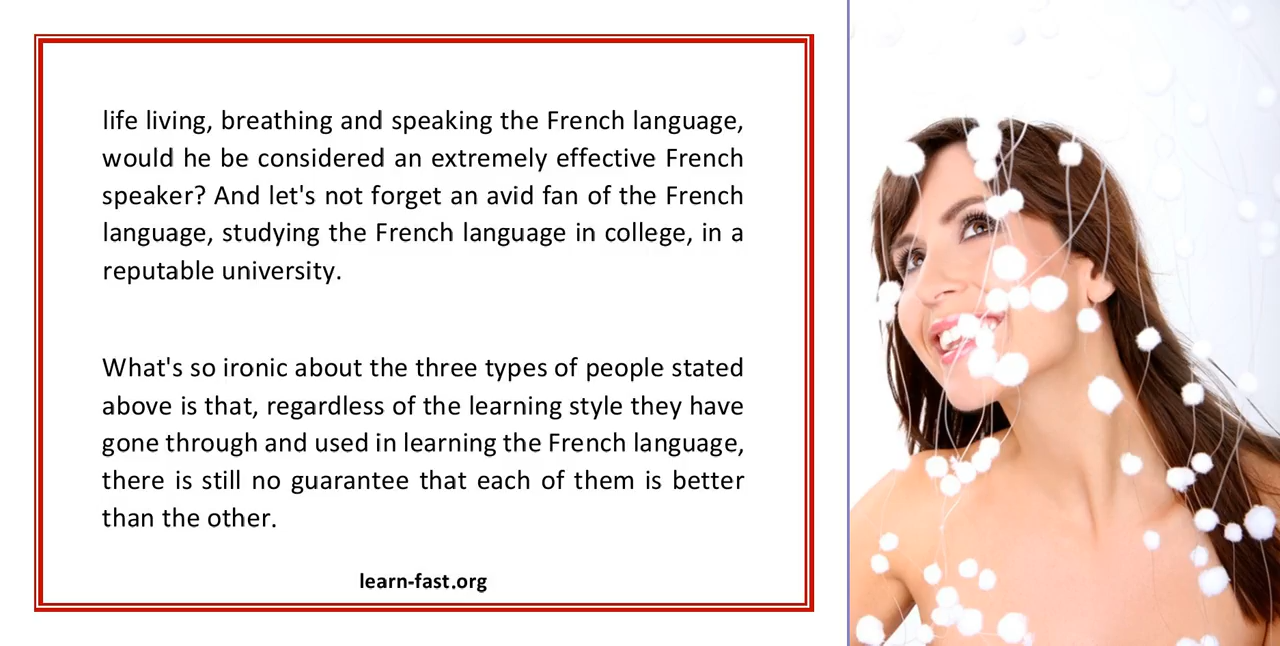 life living, breathing and speaking the French language,
would he be considered an extremely effective French
speaker? And let's not forget an avid fan of the French
language, studying the French language in college, in a
reputable university.
What's so ironic about the three types of people stated
above is that, regardless of the learning style they have
gone through and used in learning the French language,
there is still no guarantee that each of them is better
than the other.
learn-fast.org